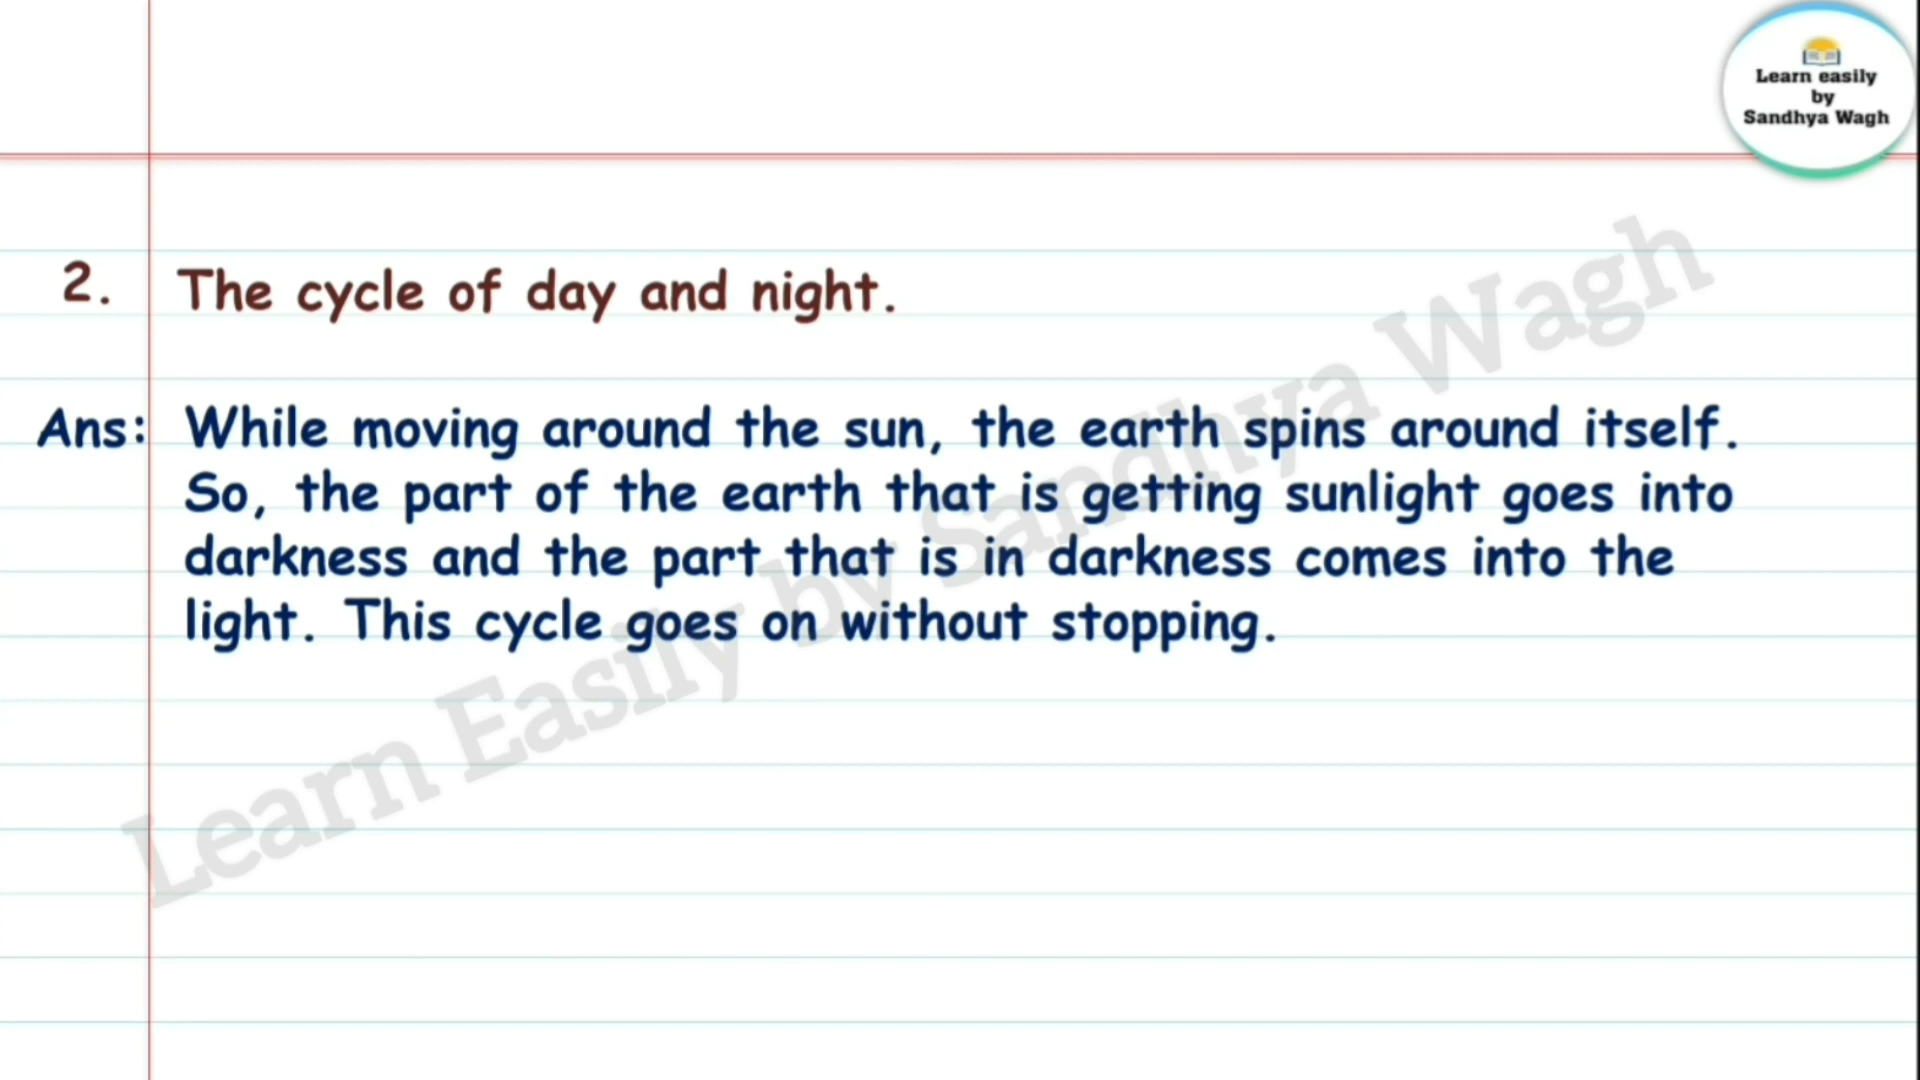 Learn easily
by
Sandhya Wagh
2. The cycle of day and night.
Ans: While moving around the sun, the earth spins around itself.
So, the part of the earth that is getting sunlight goes into
darkness and the part that is in darkness comes into the
light. This cycle goes on without stopping.
Learn Easily by Sandhya Wagh